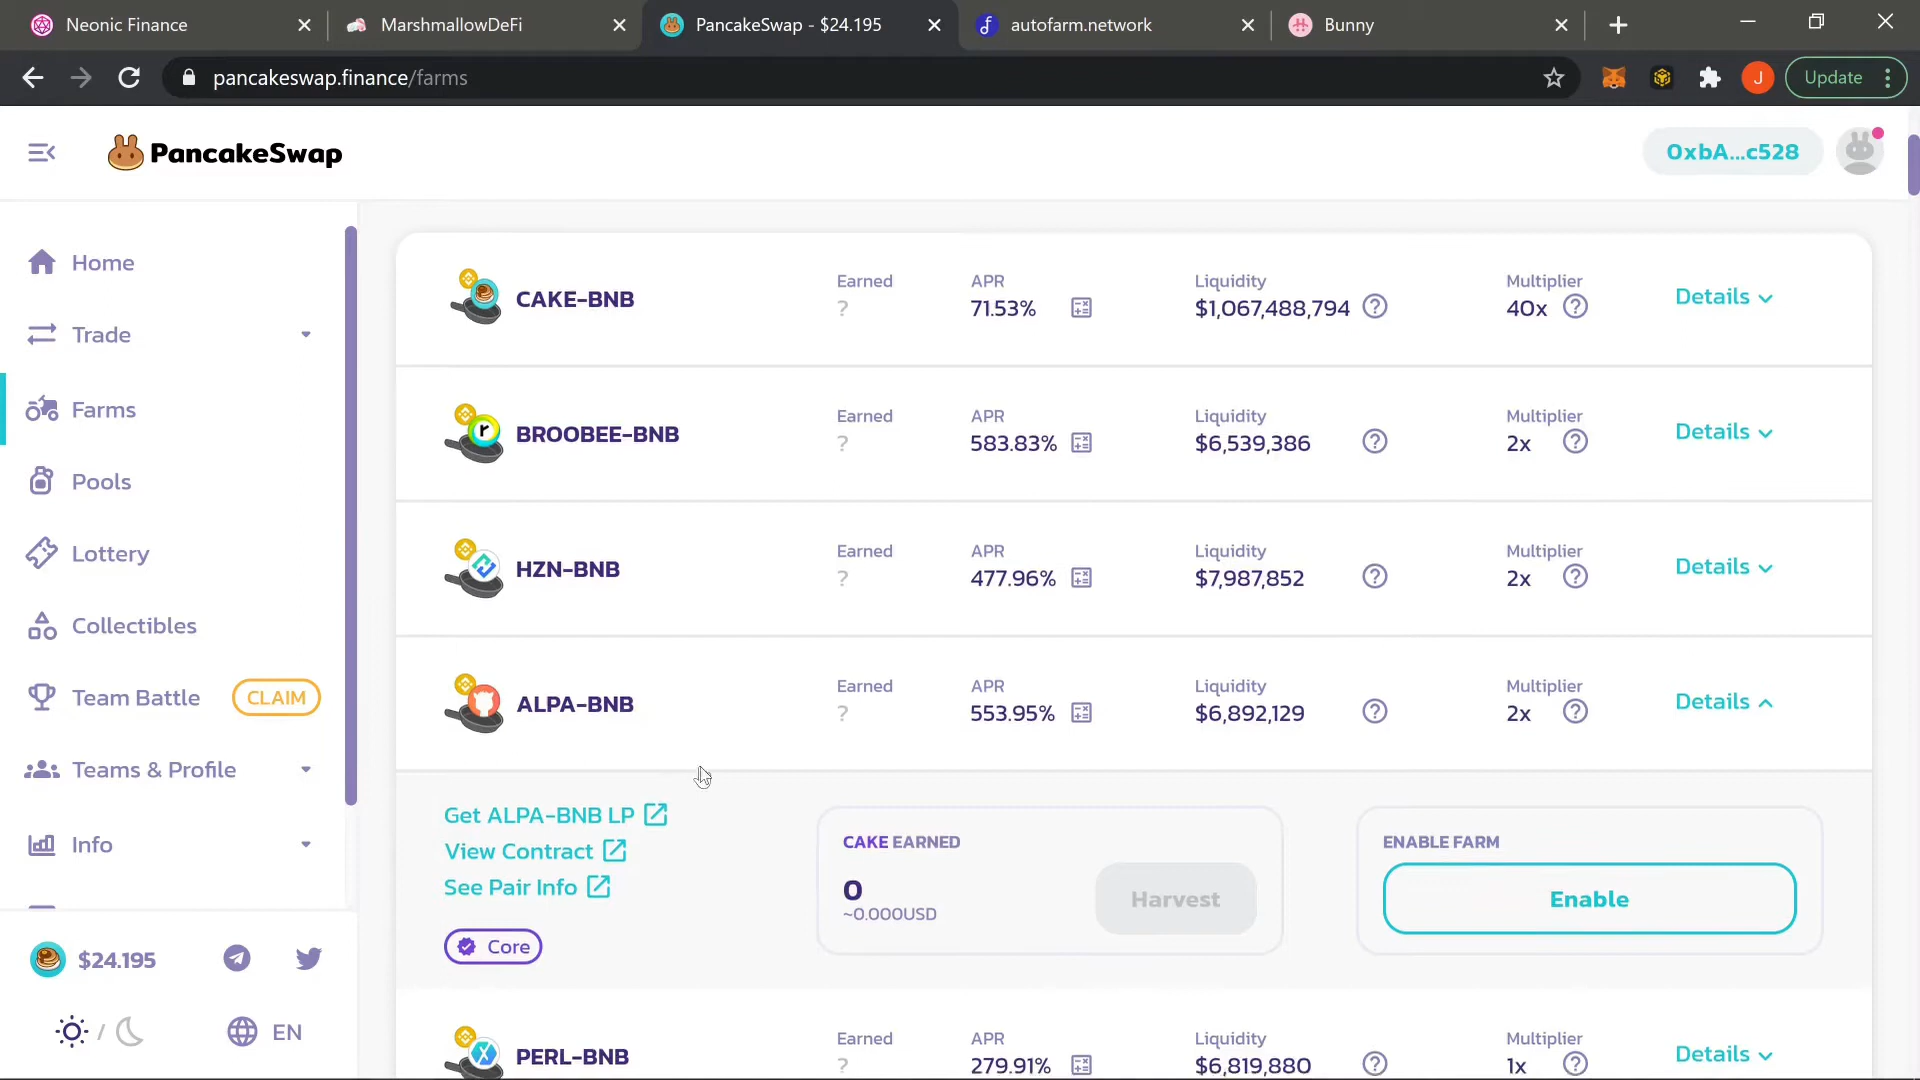 Neonic Finance
MarshmallowDeFi
PancakeSwap - $24.195
autofarm.network
Bunny
pancakeswap.finance/farms
J
Update
PancakeSwap
0xbA...c528
Home
Trade
Farms
Pools
Lottery
Collectibles
Team Battle
CLAIM
Teams & Profile
Info
$24.195
/
EN
CAKE-BNB
Earned
?
APR
71.53%
Liquidity
$1,067,488,794
Multiplier
40x
Details
BROOBEE-BNB
Earned
?
APR
583.83%
Liquidity
$6,539,386
Multiplier
2x
Details
HZN-BNB
Earned
?
APR
477.96%
Liquidity
$7,987,852
Multiplier
2x
Details
ALPA-BNB
Earned
?
APR
553.95%
Liquidity
$6,892,129
Multiplier
2x
Details
Get ALPA-BNB LP
View Contract
See Pair Info
Core
CAKE EARNED
0
~0.000USD
Harvest
ENABLE FARM
Enable
PERL-BNB
Earned
?
APR
279.91%
Liquidity
$6,819,880
Multiplier
1x
Details